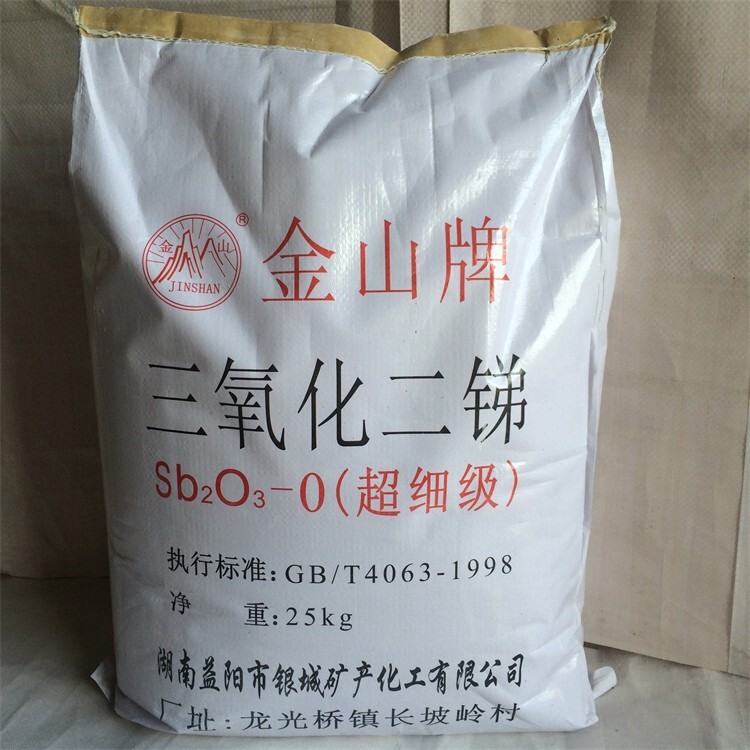 金山
JINSHAN
®
金山牌
三氧化二锑
Sb₂O₃-0(超细级)
执行标准:GB/T4063-1998
净 重:25kg
湖南益阳市银城矿产化工有限公司
厂址:龙光桥镇长坡岭村